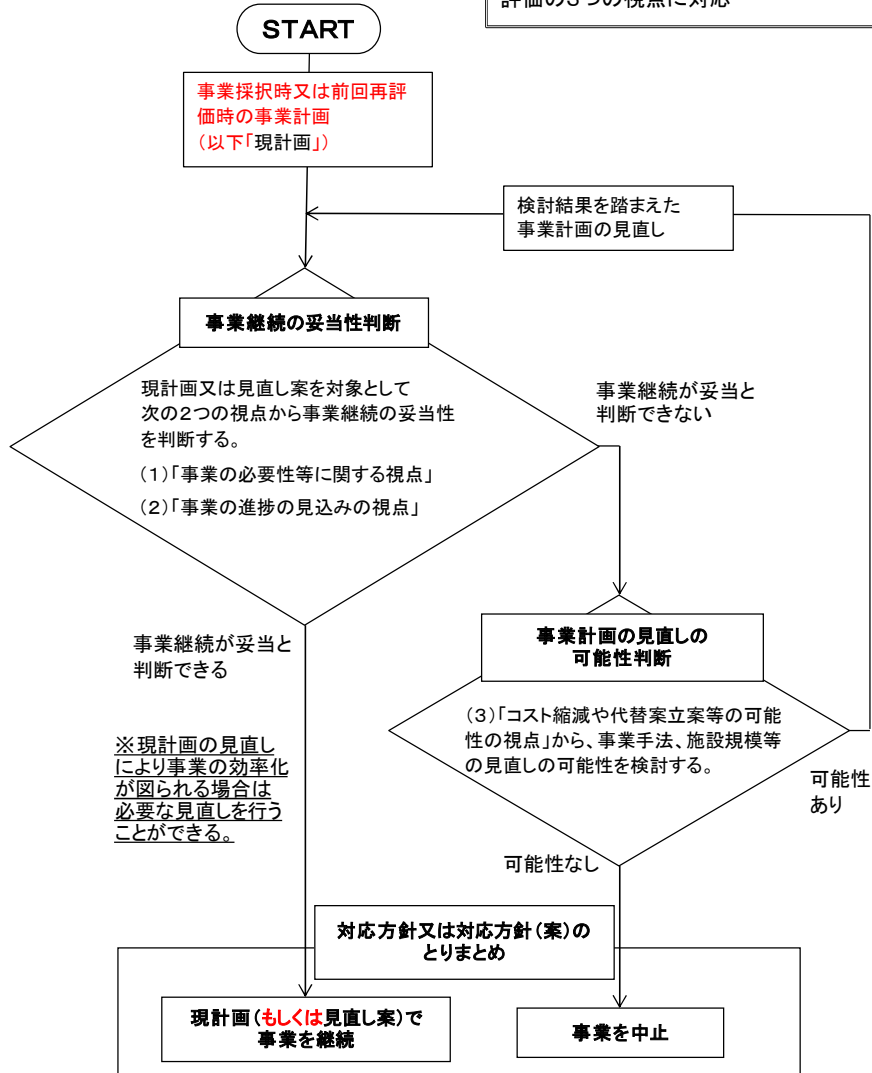 評価の3つの視点に対応
START
事業採択時又は前回再評
価時の事業計画
(以下「現計画」)
検討結果を踏まえた
事業計画の見直し
事業継続の妥当性判断
現計画又は見直し案を対象として
次の2つの視点から事業継続の妥当性
を判断する。
(1)「事業の必要性等に関する視点」
(2)「事業の進捗の見込みの視点」
事業継続が妥当と
判断できない
事業継続が妥当と
判断できる
事業計画の見直しの
可能性判断
(3)「コスト縮減や代替案立案等の可能
性の視点」から、事業手法、施設規模等
の見直しの可能性を検討する。
※現計画の見直し
により事業の効率化
が図られる場合は
必要な見直しを行う
ことができる。
可能性
あり
可能性なし
対応方針又は対応方針(案)の
とりまとめ
現計画(もしくは見直し案)で
事業を継続
事業を中止